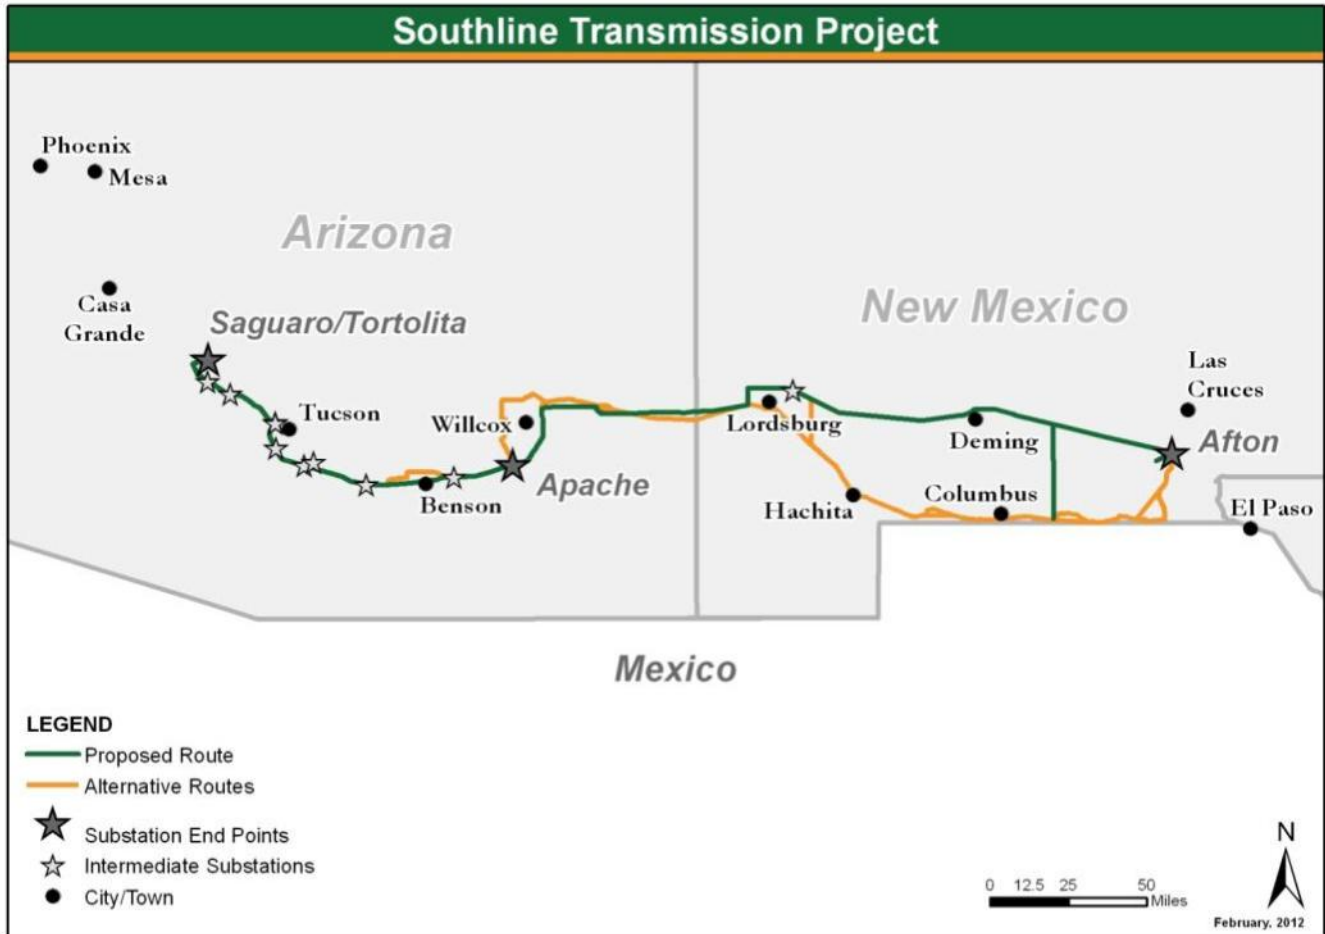 Southline Transmission Project
Phoenix
Mesa
Arizona
Casa
Grande
Saguaro/Tortolita
New Mexico
Las
Cruces
Tucson
Willcox
Lordsburg
Deming
Afton
Apache
Benson
Hachita
Columbus
El Paso
Mexico
LEGEND
Proposed Route
Alternative Routes
Substation End Points
Intermediate Substations
City/Town
N
0 12.5 25 50
Miles
February, 2012